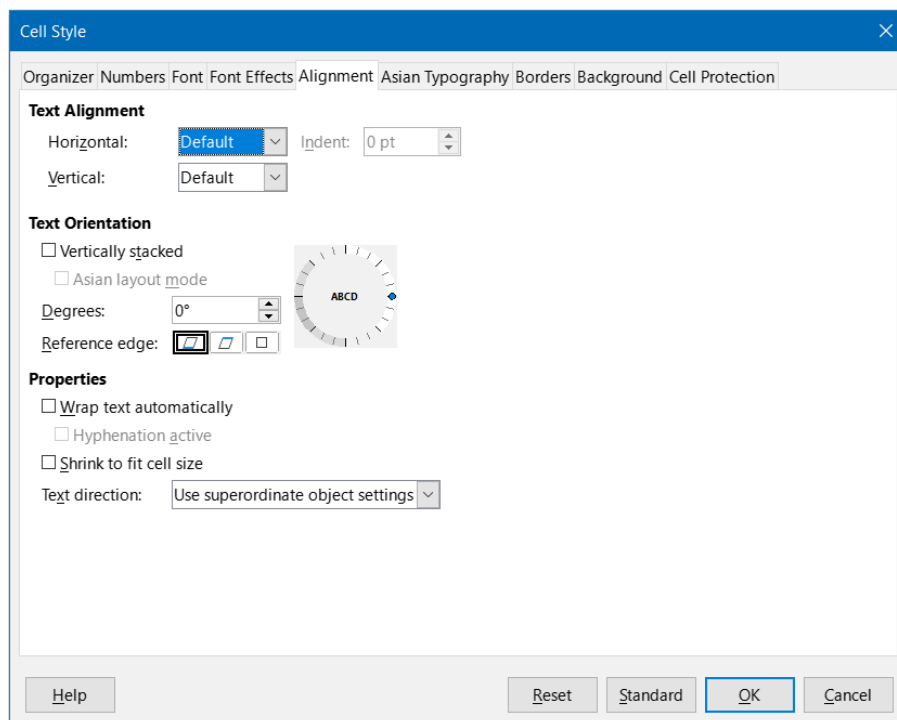 Cell Style
Organizer Numbers Font Font Effects Alignment Asian Typography Borders Background Cell Protection
Text Alignment
Horizontal: Default Indent: 0 pt
Vertical: Default
Text Orientation
Vertically stacked
Asian layout mode
ABCD
Degrees: 0°
Reference edge:
Properties
Wrap text automatically
Hyphenation active
Shrink to fit cell size
Text direction: Use superordinate object settings
Help Reset Standard OK Cancel